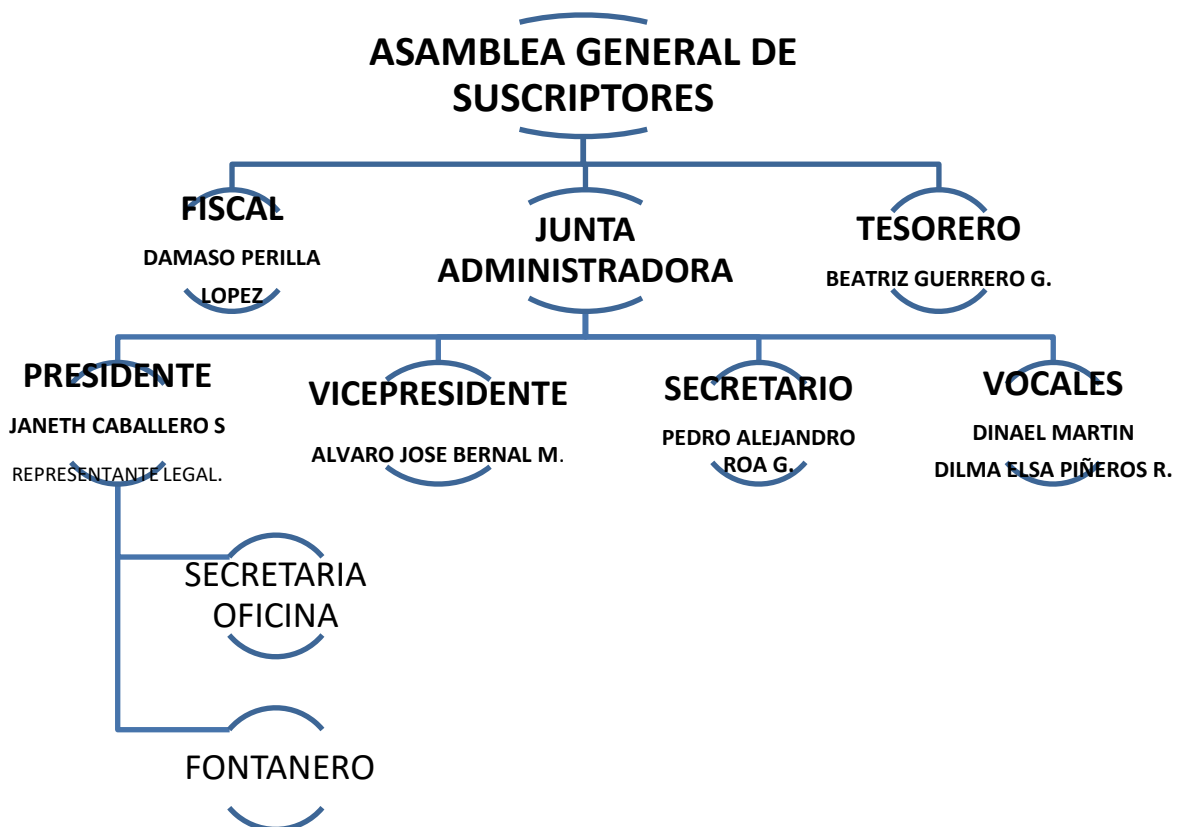 ASAMBLEA GENERAL DE
SUSCRIPTORES
FISCAL
DAMASO PERILLA
LOPEZ
JUNTA
ADMINISTRADORA
TESORERO
BEATRIZ GUERRERO G.
PRESIDENTE
JANETH CABALLERO S
REPRESENTANTE LEGAL.
VICEPRESIDENTE
ALVARO JOSE BERNAL M.
SECRETARIO
PEDRO ALEJANDRO
ROA G.
VOCALES
DINAEL MARTIN
DILMA ELSA PIÑEROS R.
SECRETARIA
OFICINA
FONTANERO